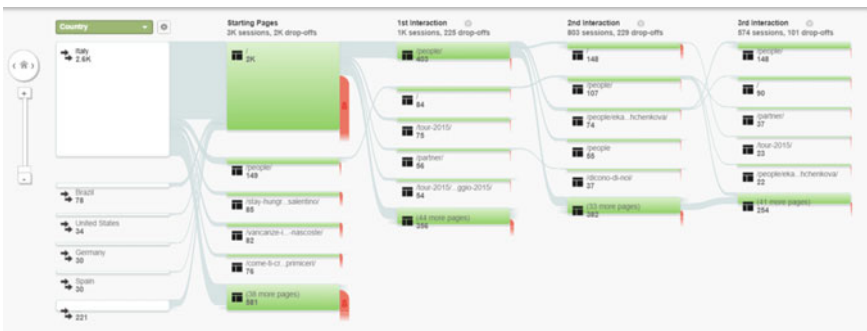 Country
Italy
2.6K
Brazil
78
United States
34
Germany
30
Spain
30
221
Starting Pages
3K sessions, 2K drop-offs
/
2K
/people/
149
/stay-hungr...salentino/
85
/vancanze-i...-nascoste/
82
/come-ti-cr...primiceri/
76
(38 more pages)
581
1st Interaction
1K sessions, 225 drop-offs
/people/
403
/
84
/tour-2015/
75
/partner/
56
/tour-2015/...ggio-2015/
54
(44 more pages)
356
2nd Interaction
803 sessions, 229 drop-offs
/
148
/people/
107
/people/eka...hchenkova/
74
/people
55
/dicono-di-noi/
37
(33 more pages)
382
3rd Interaction
574 sessions, 101 drop-offs
/people/
148
/
90
/partner/
37
/tour-2015/
23
/people/eka...hchenkova/
22
(41 more pages)
254